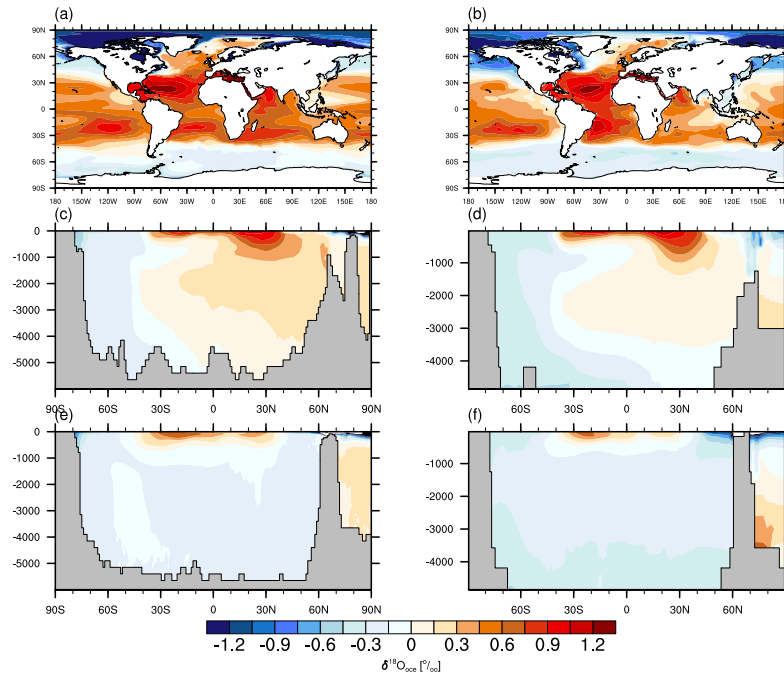 (a) (b)
90N 90N
60N 60N
30N 30N
0 0
30S 30S
60S 60S
90S 90S
180 150W 120W 90W 60W 30W 0 30E 60E 90E 120E 150E 180 180 150W 120W 90W 60W 30W 0 30E 60E 90E 120E 150E 180
(c) (d)
0
-1000 -1000
-2000 -2000
-3000 -3000
-4000 -4000
-5000
90S 60S 30S 0 30N 60N 90N 60S 30S 0 30N 60N
(e) (f)
0
-1000 -1000
-2000 -2000
-3000 -3000
-4000 -4000
-5000
90S 60S 30S 0 30N 60N 90N 60S 30S 0 30N 60N
-1.2 -0.9 -0.6 -0.3 0 0.3 0.6 0.9 1.2
δ¹⁸Oₒcₑ [⁰/₀₀]